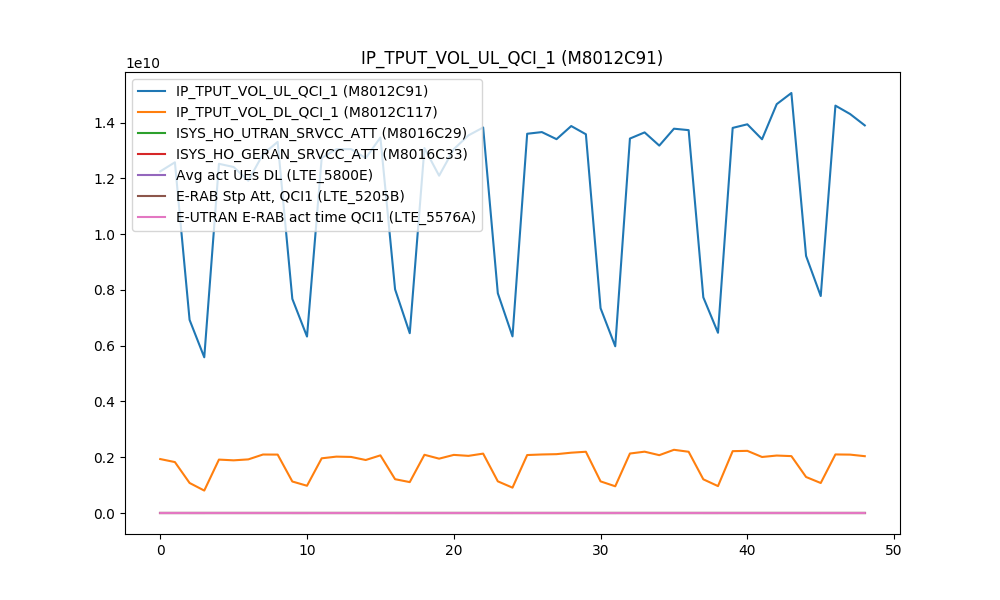 IP_TPUT_VOL_UL_QCI_1 (M8012C91)
1e10
IP_TPUT_VOL_UL_QCI_1 (M8012C91)
IP_TPUT_VOL_DL_QCI_1 (M8012C117)
ISYS_HO_UTRAN_SRVCC_ATT (M8016C29)
ISYS_HO_GERAN_SRVCC_ATT (M8016C33)
Avg act UEs DL (LTE_5800E)
E-RAB Stp Att, QCI1 (LTE_5205B)
E-UTRAN E-RAB act time QCI1 (LTE_5576A)
1.4
1.2
1.0
0.8
0.6
0.4
0.2
0.0
0 10 20 30 40 50